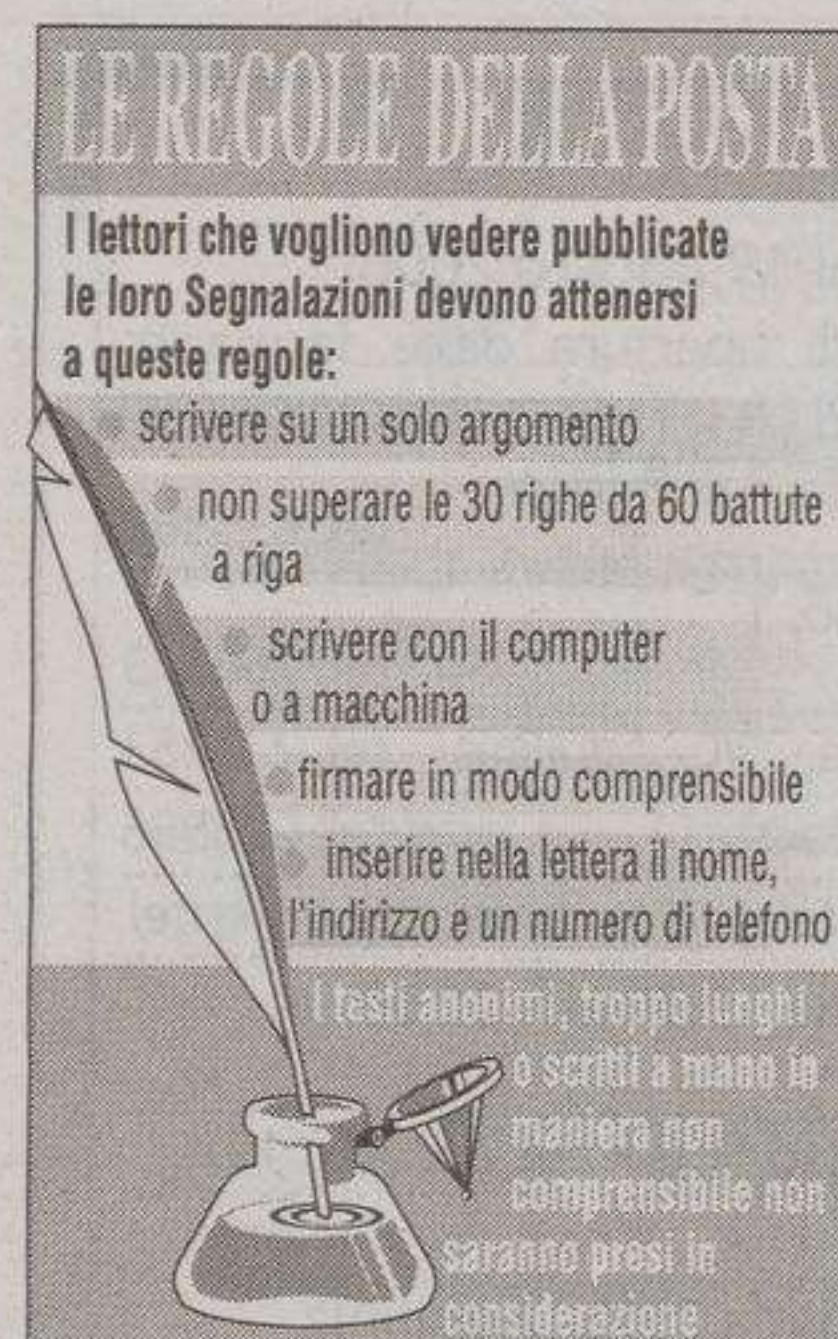 LE REGOLE DELLA POSTA
I lettori che vogliono vedere pubblicate
le loro Segnalazioni devono attenersi
a queste regole:
• scrivere su un solo argomento
• non superare le 30 righe da 60 battute
a riga
• scrivere con il computer
o a macchina
• firmare in modo comprensibile
• inserire nella lettera il nome,
l'indirizzo e un numero di telefono
I testi anonimi, troppo lunghi
o scritti a mano in
maniera non
comprensibile non
saranno presi in
considerazione